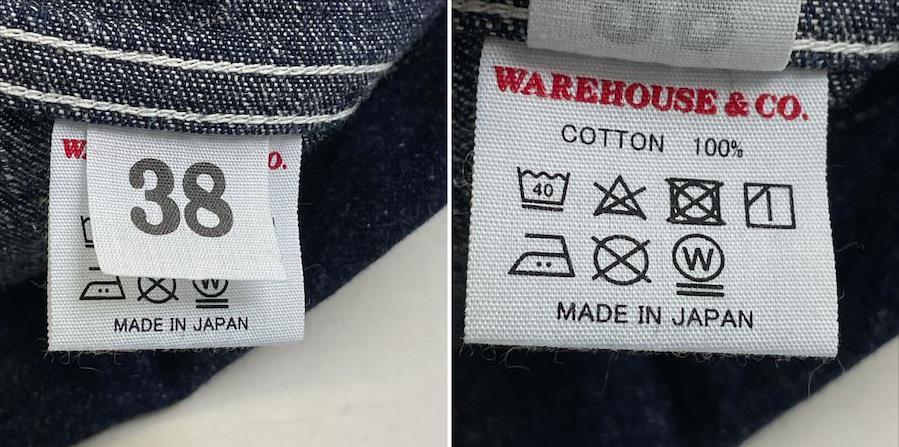 38
MADE IN JAPAN
WAREHOUSE & CO.
COTTON 100%
40
W
MADE IN JAPAN